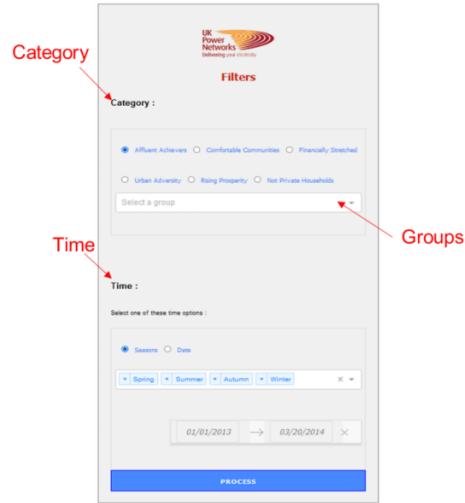 UK
Power
Networks
Delivering your electricity
Filters
Category
Category :
Affluent Achievers Comfortable Communities Financially Stretched
Urban Adversity Rising Prosperity Not Private Households
Select a group
Groups
Time
Time :
Select one of these time options :
Seasons Date
× Spring × Summer × Autumn × Winter ×
01/01/2013 → 03/20/2014 ×
PROCESS